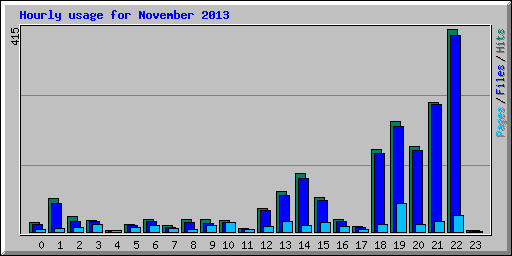 Hourly usage for November 2013
415
Pages / Files / Hits
0 1 2 3 4 5 6 7 8 9 10 11 12 13 14 15 16 17 18 19 20 21 22 23